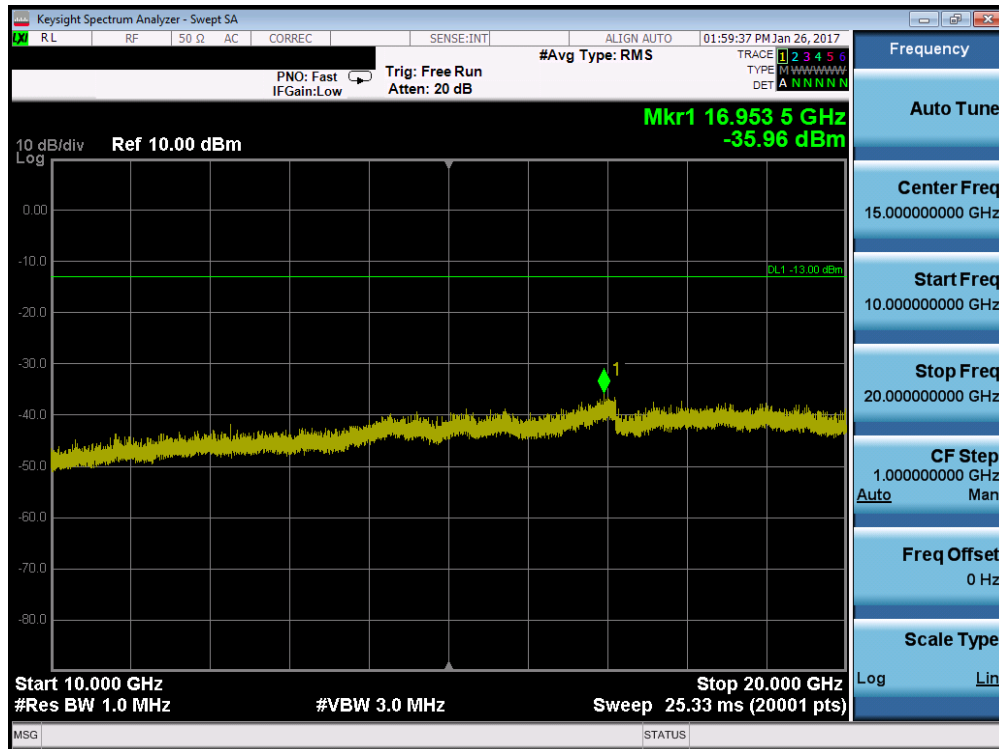 Keysight Spectrum Analyzer - Swept SA
LXI RL RF 50 Ω AC CORREC SENSE:INT ALIGN AUTO 01:59:37 PM Jan 26, 2017
#Avg Type: RMS
TRACE 1 2 3 4 5 6
TYPE M WWWWW
DET A N N N N N
PNO: Fast
IFGain:Low
Trig: Free Run
Atten: 20 dB
Mkr1 16.953 5 GHz
-35.96 dBm
10 dB/div
Log
Ref 10.00 dBm
0.00
-10.0
DL1 -13.00 dBm
-20.0
-30.0
1
-40.0
-50.0
-60.0
-70.0
-80.0
Start 10.000 GHz
Stop 20.000 GHz
#Res BW 1.0 MHz
#VBW 3.0 MHz
Sweep 25.33 ms (20001 pts)
MSG
STATUS
Frequency
Auto Tune
Center Freq
15.000000000 GHz
Start Freq
10.000000000 GHz
Stop Freq
20.000000000 GHz
CF Step
1.000000000 GHz
Auto Man
Freq Offset
0 Hz
Scale Type
Log Lin